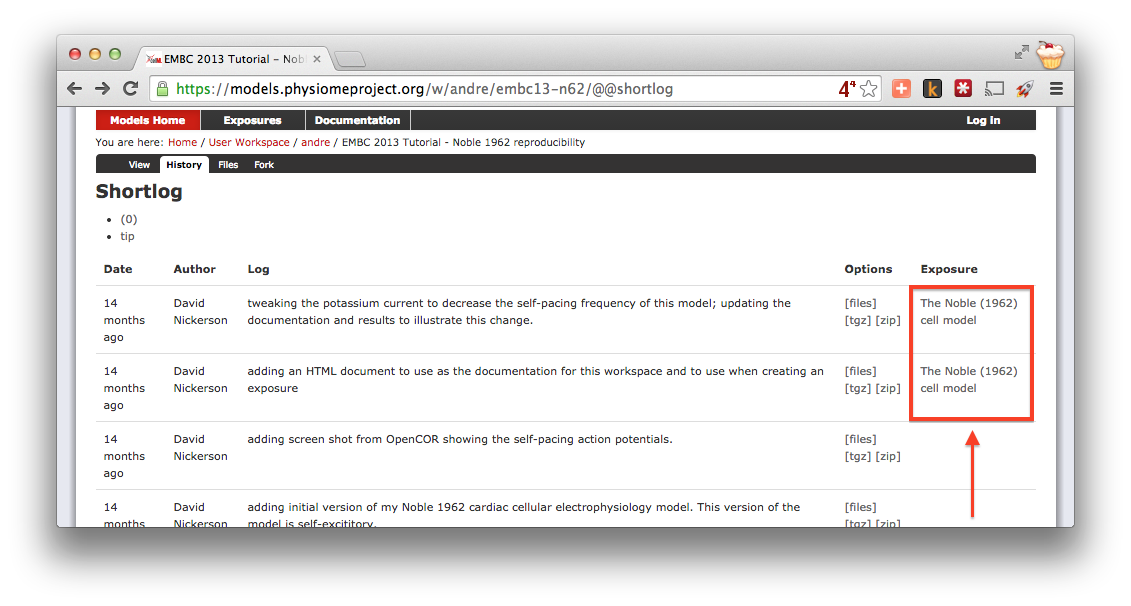 EMBC 2013 Tutorial – Nob
https://models.physiomeproject.org/w/andre/embc13-n62/@@shortlog
Models Home Exposures Documentation Log In
You are here: Home / User Workspace / andre / EMBC 2013 Tutorial - Noble 1962 reproducibility
View History Files Fork
Shortlog
(0)
tip
Date Author Log Options Exposure
14 David tweaking the potassium current to decrease the self-pacing frequency of this model; updating the [files] The Noble (1962)
months Nickerson documentation and results to illustrate this change. [tgz] [zip] cell model
ago
14 David adding an HTML document to use as the documentation for this workspace and to use when creating an [files] The Noble (1962)
months Nickerson exposure [tgz] [zip] cell model
ago
14 David adding screen shot from OpenCOR showing the self-pacing action potentials. [files]
months Nickerson [tgz] [zip]
ago
14 David adding initial version of my Noble 1962 cardiac cellular electrophysiology model. This version of the [files]
months Nickerson model is self-excititory. [tgz] [zip]